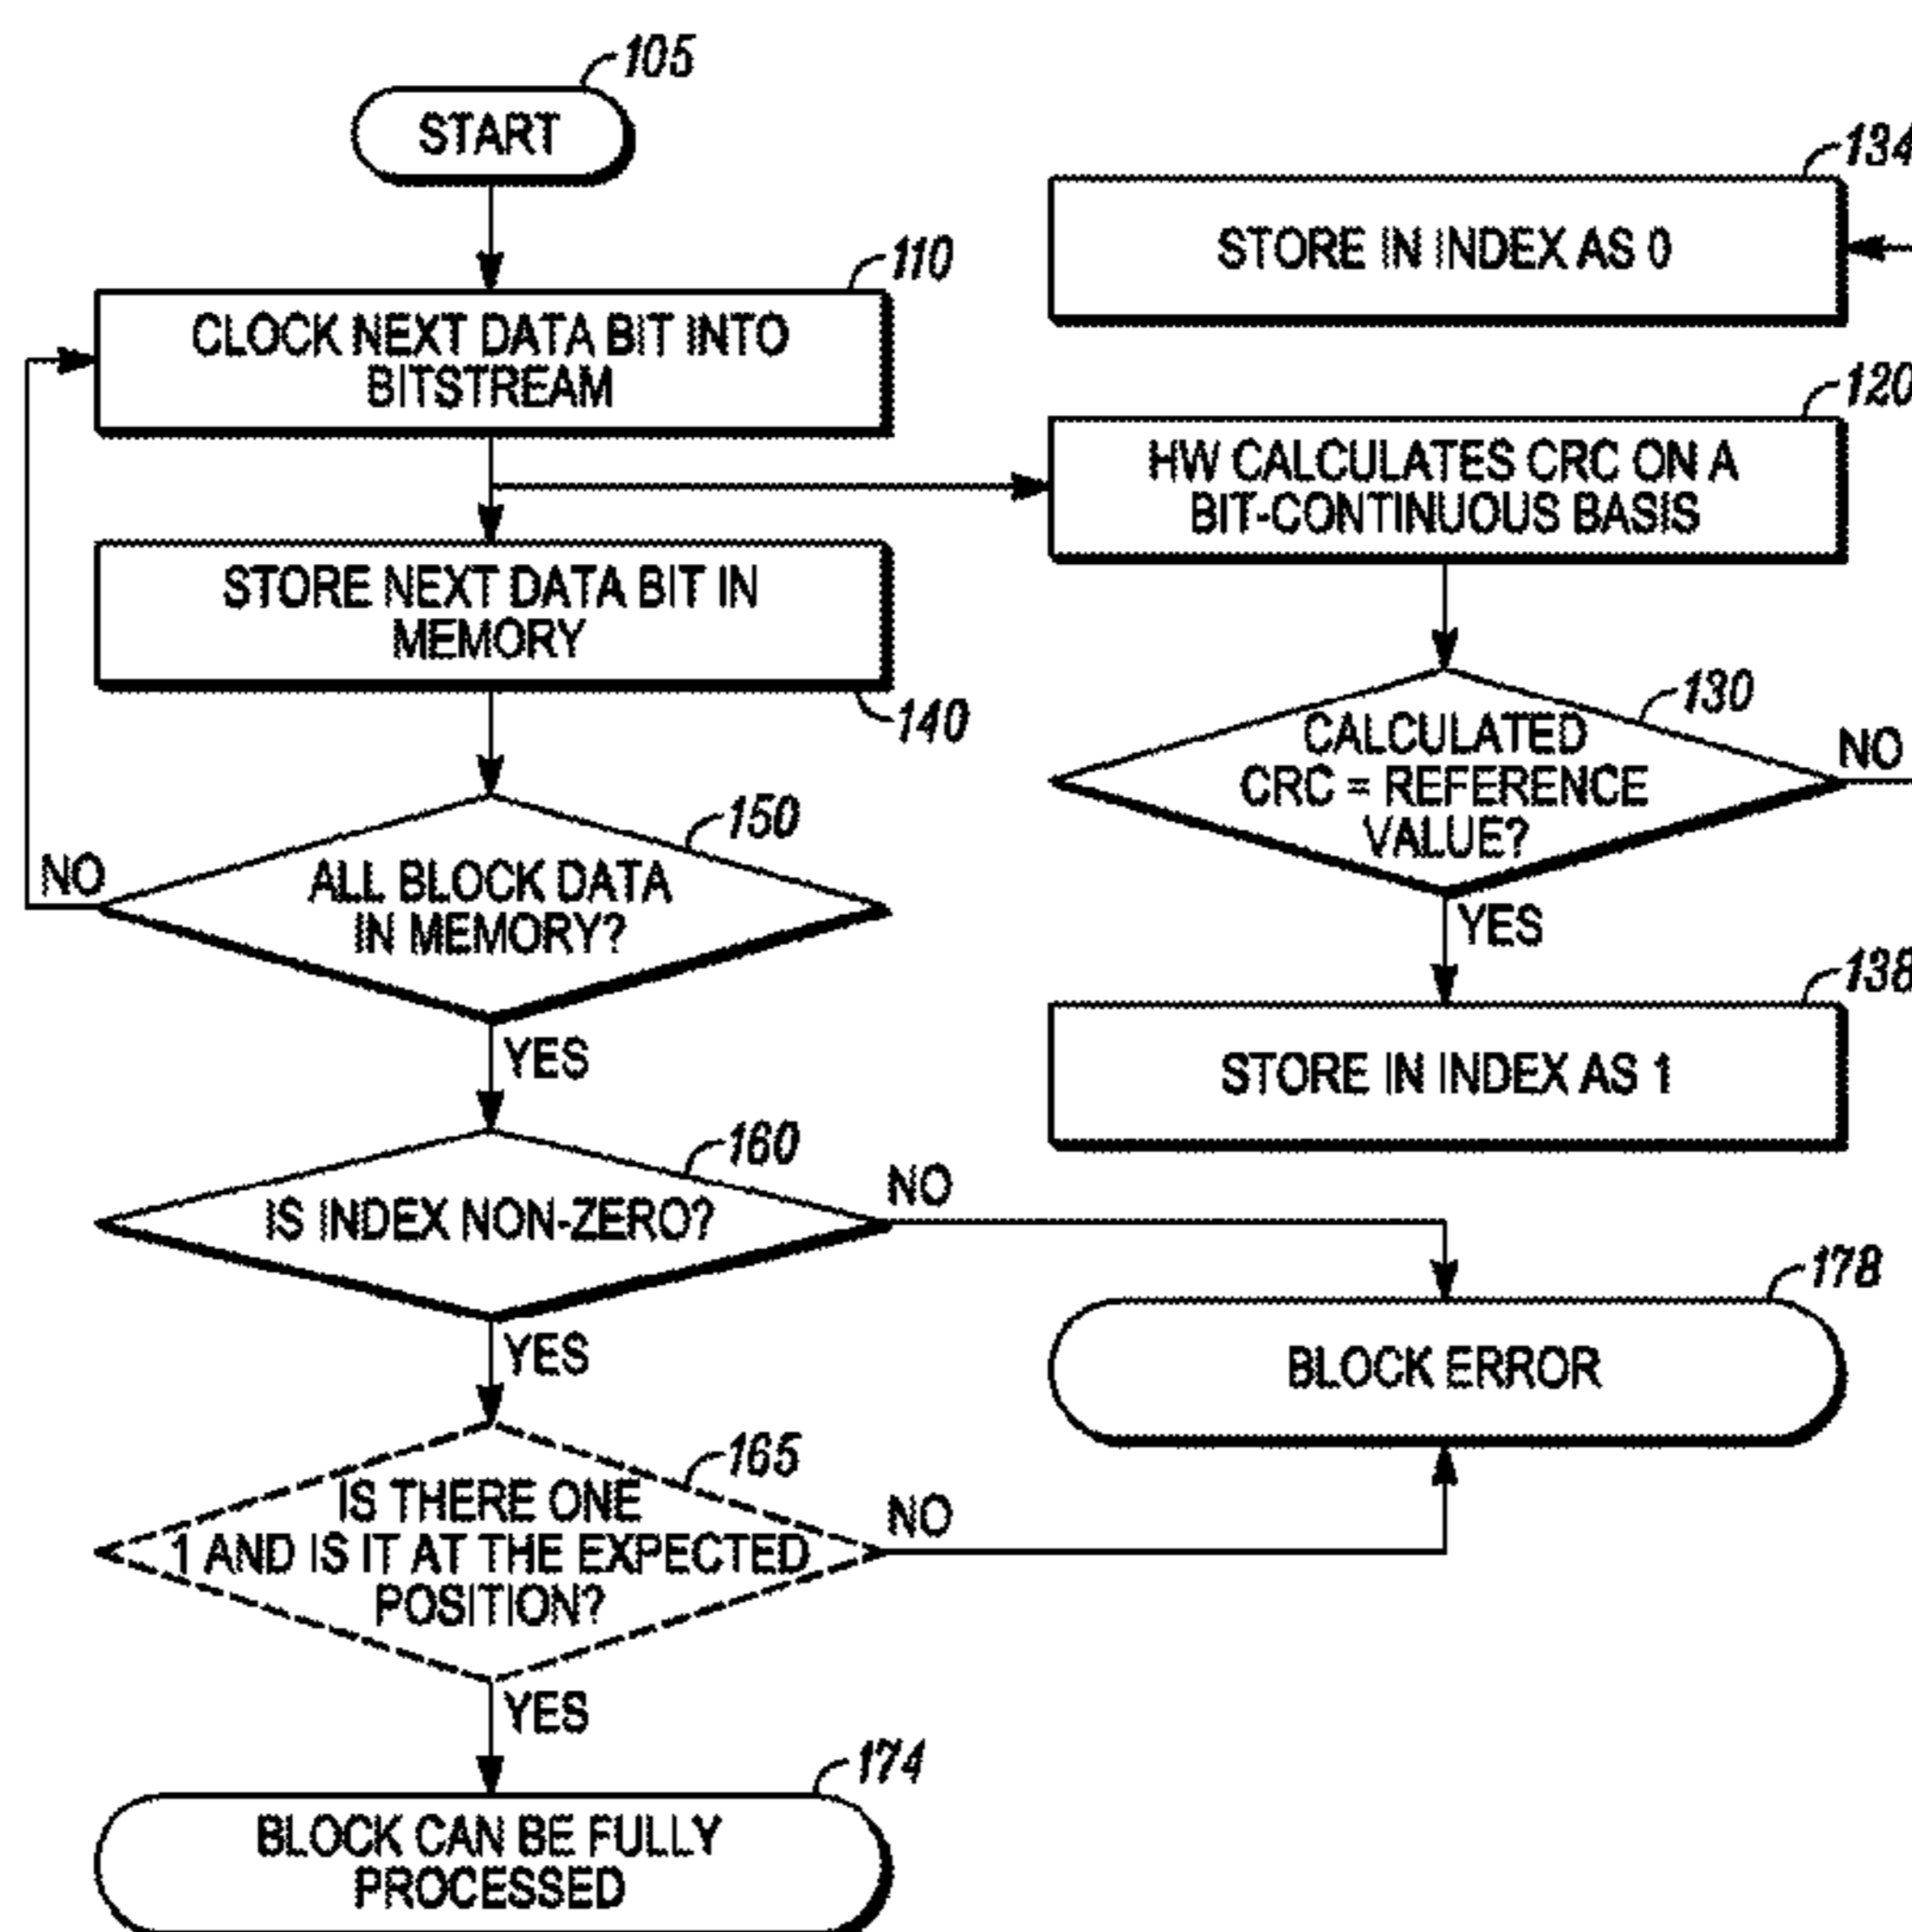 105
START
110
CLOCK NEXT DATA BIT INTO
BITSTREAM
STORE NEXT DATA BIT IN
MEMORY
140
150
ALL BLOCK DATA
IN MEMORY?
NO
YES
160
IS INDEX NON-ZERO?
NO
YES
165
IS THERE ONE
1 AND IS IT AT THE EXPECTED
POSITION?
NO
YES
174
BLOCK CAN BE FULLY
PROCESSED
134
STORE IN INDEX AS 0
120
HW CALCULATES CRC ON A
BIT-CONTINUOUS BASIS
130
CALCULATED
CRC = REFERENCE
VALUE?
NO
YES
138
STORE IN INDEX AS 1
178
BLOCK ERROR